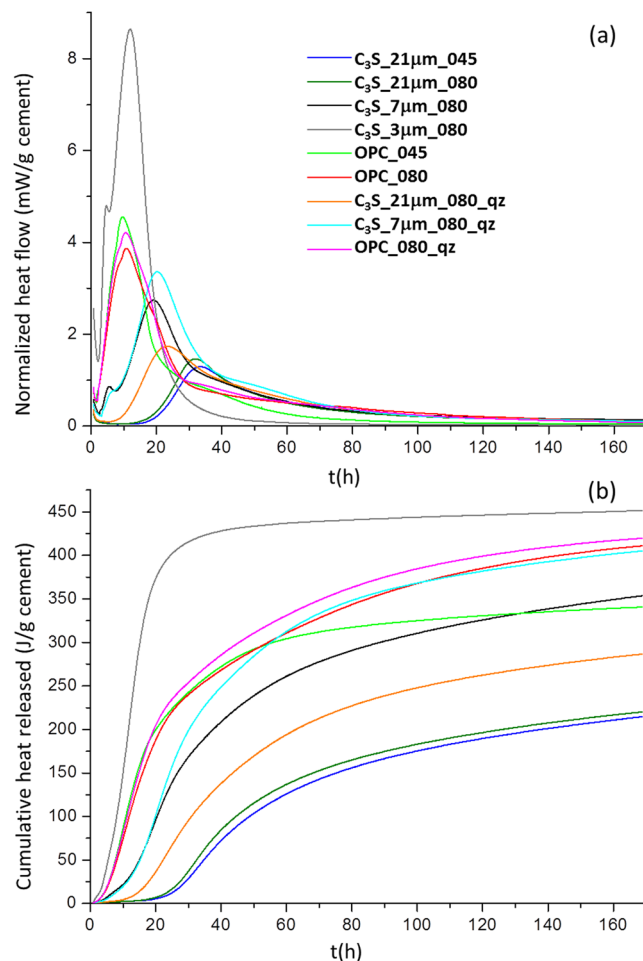 (a)
8
6
4
2
0
Normalized heat flow (mW/g cement)
C₃S_21μm_045
C₃S_21μm_080
C₃S_7μm_080
C₃S_3μm_080
OPC_045
OPC_080
C₃S_21μm_080_qz
C₃S_7μm_080_qz
OPC_080_qz
0 20 40 60 80 100 120 140 160
t(h)
(b)
450
400
350
300
250
200
150
100
50
0
Cumulative heat released (J/g cement)
0 20 40 60 80 100 120 140 160
t(h)